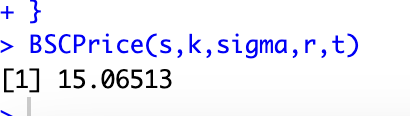 + }
> BSCPrice(s,k,sigma,r,t)
[1] 15.06513
>